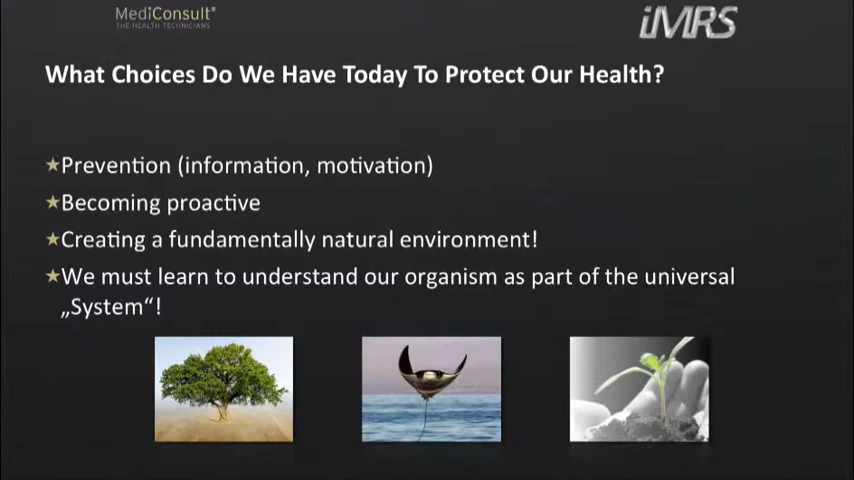 MediConsult®
THE HEALTH TECHNICIANS
iMRS
What Choices Do We Have Today To Protect Our Health?
★Prevention (information, motivation)
★Becoming proactive
★Creating a fundamentally natural environment!
★We must learn to understand our organism as part of the universal
„System“!